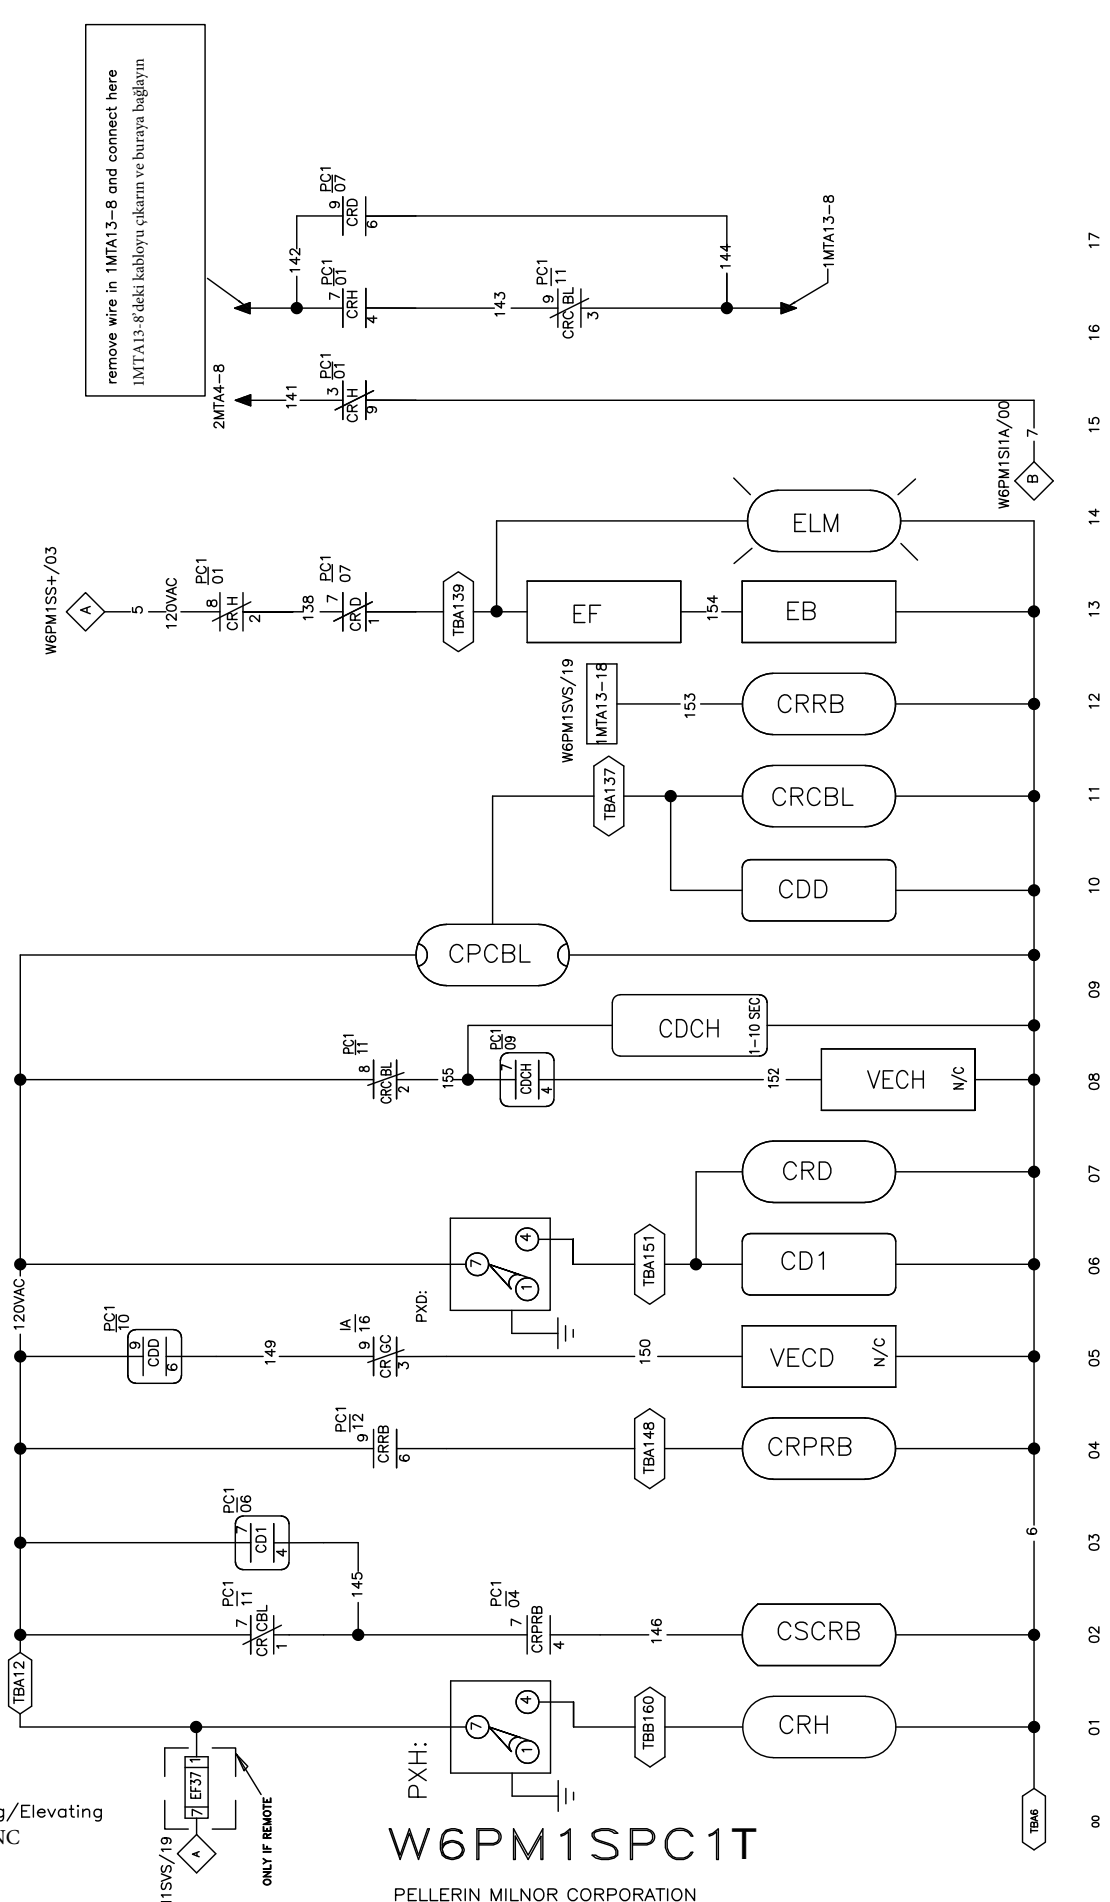 remove wire in 1MTA13-8 and connect here
1MTA13-8'deki kabloyu çıkarın ve buraya bağlayın
PC1
07
9
CRD
6
142
PC1
01
7
CRH
4
143
PC1
11
9
CRCBL
3
144
1MTA13-8
17
16
2MTA4-8
141
PC1
01
3
CRH
9
W6PM1SI1A/00
7
B
15
ELM
14
W6PM1SS+/03
A
5
120VAC
PC1
01
8
CRH
2
138
PC1
07
7
CRD
1
TBA139
EF
154
EB
13
W6PM1SVS/19
1MTA13-18
153
CRRB
12
TBA137
CRCBL
11
CDD
10
CPCBL
09
CDCH
1-10 SEC
PC1
11
8
CRCBL
2
155
PC1
09
7
CDCH
4
152
VECH
N/C
08
CRD
07
PXD:
7
4
1
TBA151
CD1
06
120VAC
PC1
10
9
CDD
6
149
IA
16
9
CRGC
3
150
VECD
N/C
05
PC1
12
9
CRRB
6
TBA148
CRPRB
04
PC1
06
7
CD1
4
145
6
03
PC1
11
7
CRCBL
1
PC1
04
7
CRPRB
4
146
CSCRB
02
TBA12
PXH:
7
4
1
TBB160
CRH
01
1
EF37
7
A
11SVS/19
ONLY IF REMOTE
TBA6
00
g/Elevating
NC
W6PM1SPC1T
PELLERIN MILNOR CORPORATION